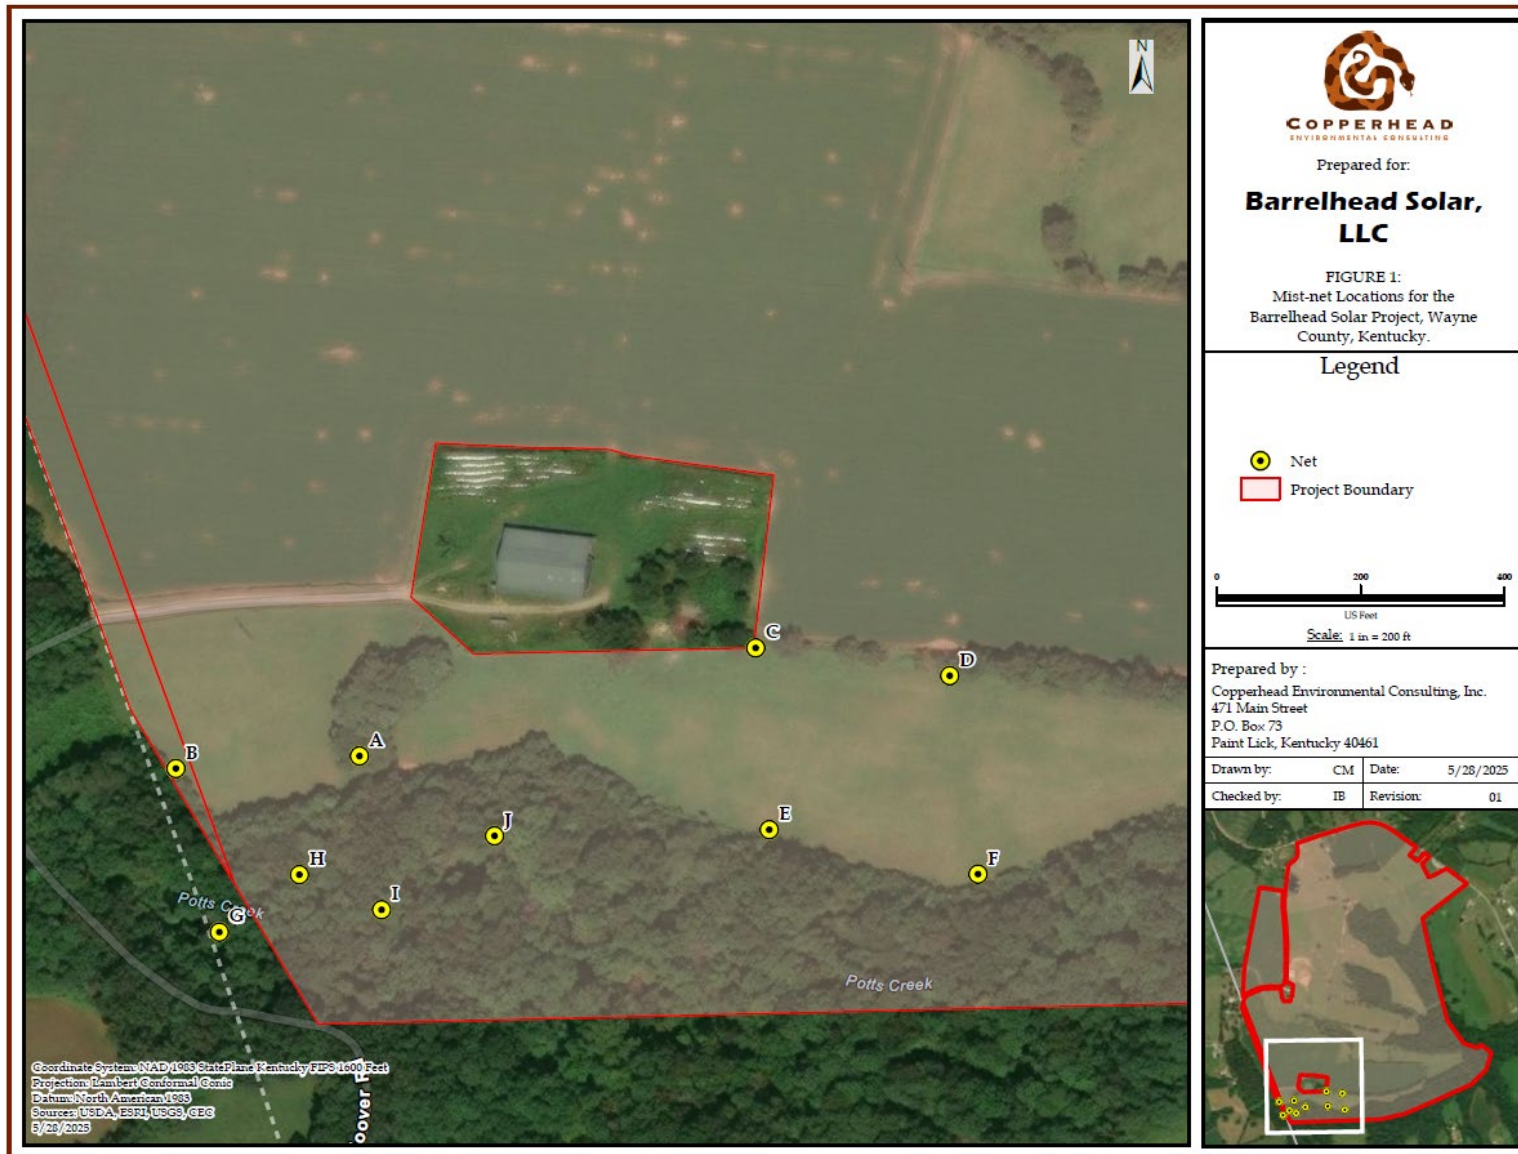 N
C
D
A
B
E
J
F
H
I
Potts Creek
G
Potts Creek
Coordinate System: NAD 1983 StatePlane Kentucky FIPS 1600 Feet
Projection: Lambert Conformal Conic
Datum: North American 1983
Sources: USDA, ESRI, USGS, CEC
5/28/2025
oover Rd
COPPERHEAD
ENVIRONMENTAL CONSULTING
Prepared for:
Barrelhead Solar,
LLC
FIGURE 1:
Mist-net Locations for the
Barrelhead Solar Project, Wayne
County, Kentucky.
Legend
Net
Project Boundary
0 200 400
US Feet
Scale: 1 in = 200 ft
Prepared by :
Copperhead Environmental Consulting, Inc.
471 Main Street
P.O. Box 73
Paint Lick, Kentucky 40461
Drawn by: CM Date: 5/28/2025
Checked by: IB Revision: 01